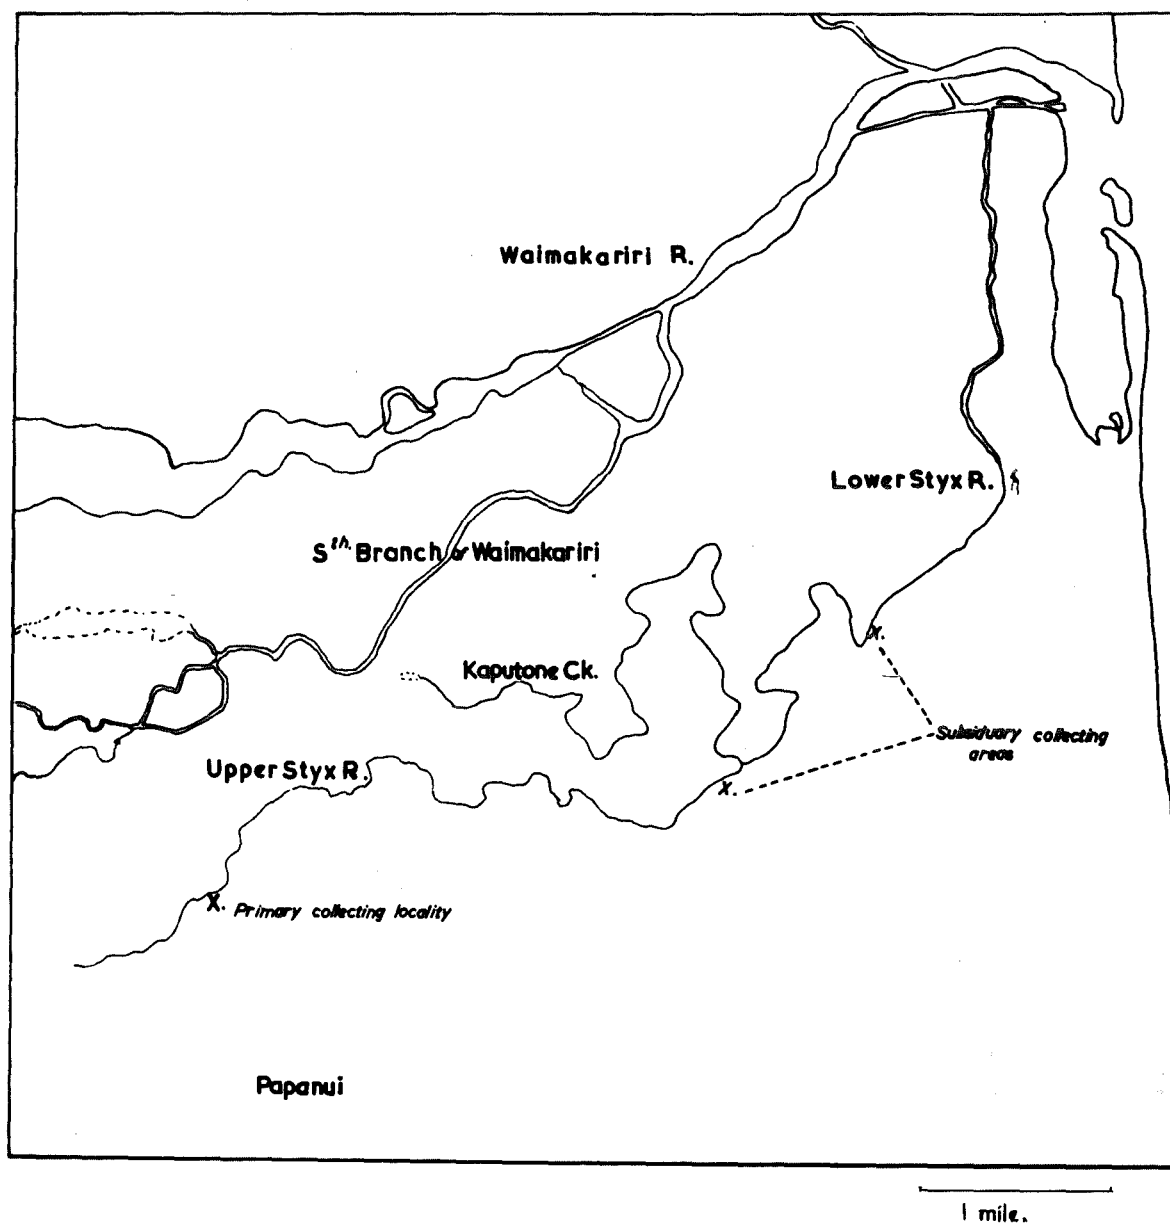 Waimakariri R.
Lower Styx R.
Sth. Branch of Waimakariri
Kaputone Ck.
X.
Subsiduary collecting
areas
Upper Styx R.
X.
X. Primary collecting locality
Papanui
1 mile.